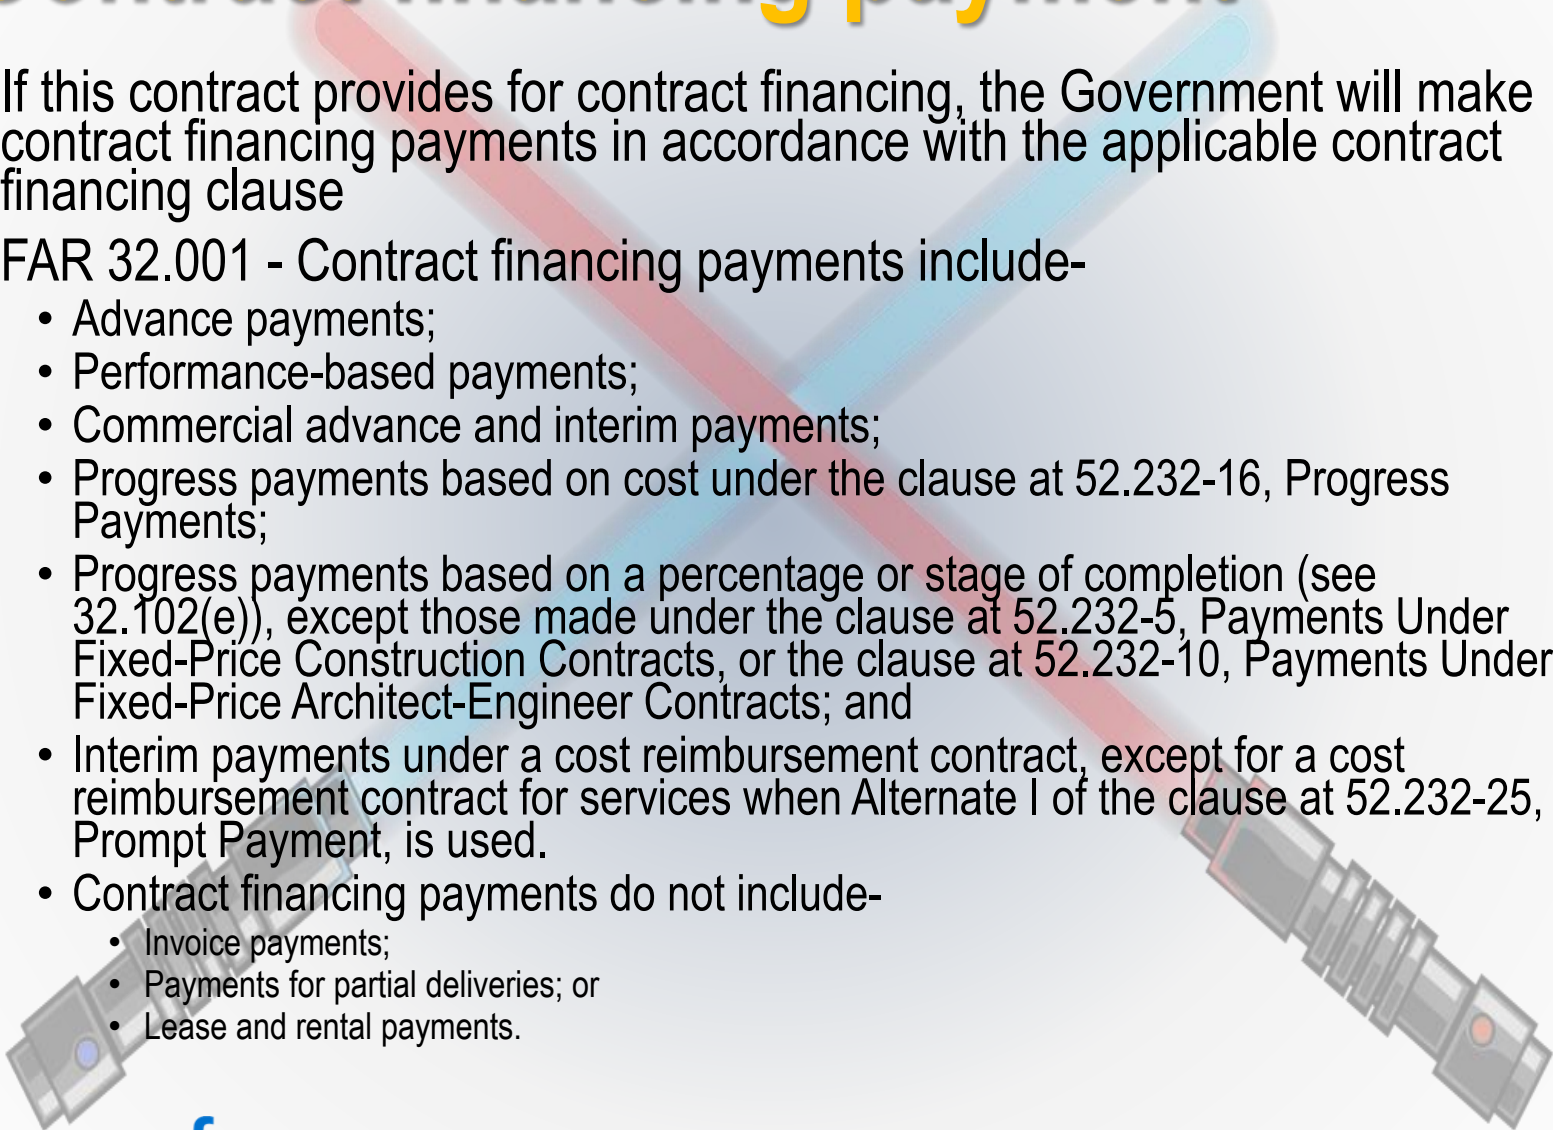 contract financing payment
If this contract provides for contract financing, the Government will make
contract financing payments in accordance with the applicable contract
financing clause
FAR 32.001 - Contract financing payments include-
• Advance payments;
• Performance-based payments;
• Commercial advance and interim payments;
• Progress payments based on cost under the clause at 52.232-16, Progress
Payments;
• Progress payments based on a percentage or stage of completion (see
32.102(e)), except those made under the clause at 52.232-5, Payments Under
Fixed-Price Construction Contracts, or the clause at 52.232-10, Payments Under
Fixed-Price Architect-Engineer Contracts; and
• Interim payments under a cost reimbursement contract, except for a cost
reimbursement contract for services when Alternate I of the clause at 52.232-25,
Prompt Payment, is used.
• Contract financing payments do not include-
• Invoice payments;
• Payments for partial deliveries; or
• Lease and rental payments.